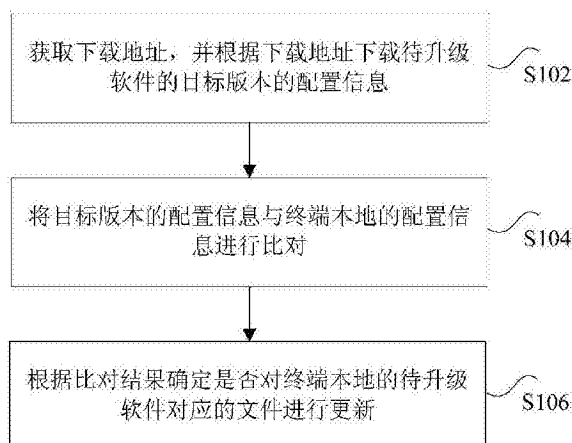 获取下载地址，并根据下载地址下载待升级
软件的目标版本的配置信息
S102
将目标版本的配置信息与终端本地的配置信
息进行比对
S104
根据比对结果确定是否对终端本地的待升级
软件对应的文件进行更新
S106